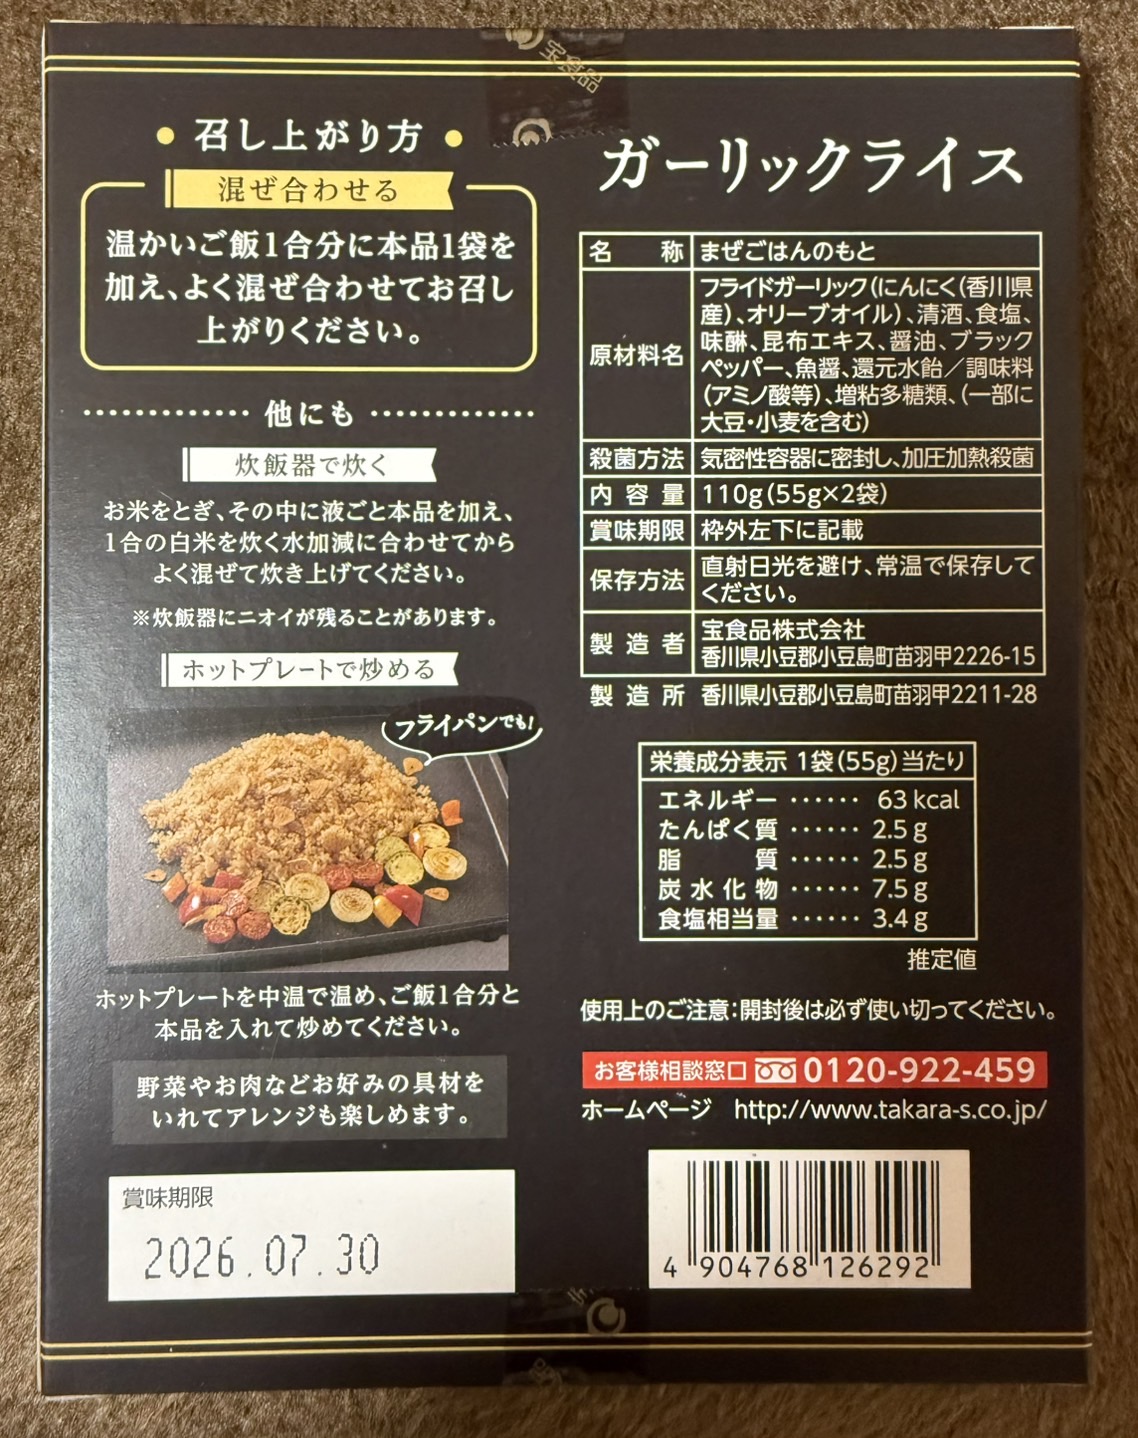 宝食品
● 召し上がり方 ●
混ぜ合わせる
温かいご飯1合分に本品1袋を
加え、よく混ぜ合わせてお召し
上がりください。
他にも
炊飯器で炊く
お米をとぎ、その中に液ごと本品を加え、
1合の白米を炊く水加減に合わせてから
よく混ぜて炊き上げてください。
※炊飯器にニオイが残ることがあります。
ホットプレートで炒める
フライパンでも!
ホットプレートを中温で温め、ご飯1合分と
本品を入れて炒めてください。
野菜やお肉などお好みの具材を
いれてアレンジも楽しめます。
賞味期限
2026.07.30
ガーリックライス
名称 まぜごはんのもと
原材料名 フライドガーリック(にんにく(香川県
産)、オリーブオイル)、清酒、食塩、
味醂、昆布エキス、醤油、ブラック
ペッパー、魚醤、還元水飴/調味料
(アミノ酸等)、増粘多糖類、(一部に
大豆・小麦を含む)
殺菌方法 気密性容器に密封し、加圧加熱殺菌
内容量 110g(55g×2袋)
賞味期限 枠外左下に記載
保存方法 直射日光を避け、常温で保存して
ください。
製造者 宝食品株式会社
香川県小豆郡小豆島町苗羽甲2226-15
製造所 香川県小豆郡小豆島町苗羽甲2211-28
栄養成分表示 1袋(55g)当たり
エネルギー ‥‥‥ 63 kcal
たんぱく質 ‥‥‥ 2.5 g
脂質 ‥‥‥ 2.5 g
炭水化物 ‥‥‥ 7.5 g
食塩相当量 ‥‥‥ 3.4 g
推定値
使用上のご注意:開封後は必ず使い切ってください。
お客様相談窓口 0120-922-459
ホームページ http://www.takara-s.co.jp/
4 904768 126292